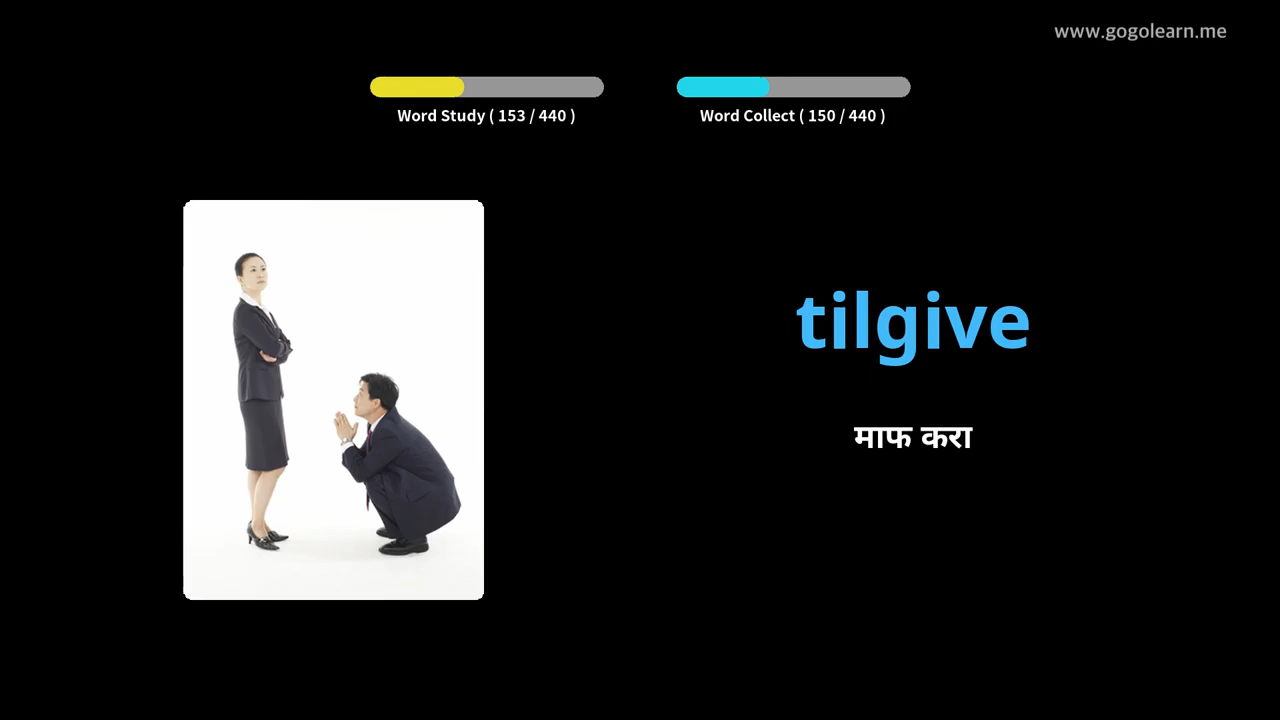 www.gogolearn.me
Word Study ( 153 / 440 )
Word Collect ( 150 / 440 )
tilgive
माफ करा